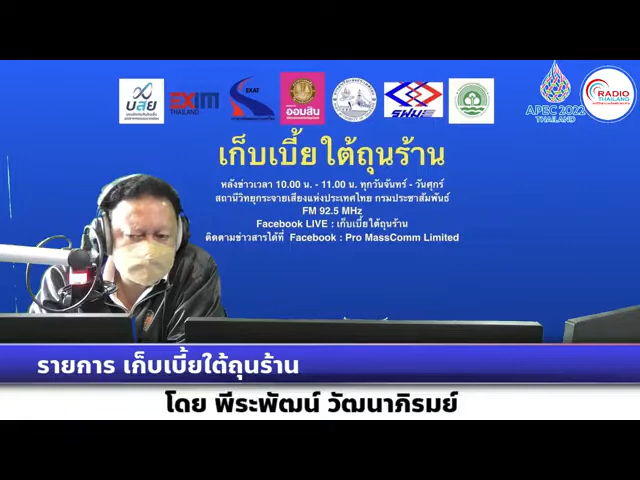 บสย
EXIM
THAILAND
EXAT
ออมสิน
รฟม
APEC 2022
THAILAND
RADIO
THAILAND
เก็บเบี้ยใต้ถุนร้าน
หลังข่าวเวลา 10.00 น. - 11.00 น. ทุกวันจันทร์ - วันศุกร์
สถานีวิทยุกระจายเสียงแห่งประเทศไทย กรมประชาสัมพันธ์
FM 92.5 MHz
Facebook LIVE : เก็บเบี้ยใต้ถุนร้าน
ติดตามข่าวสารได้ที่ Facebook : Pro MassComm Limited
รายการ เก็บเบี้ยใต้ถุนร้าน
โดย พีระพัฒน์ วัฒนาภิรมย์